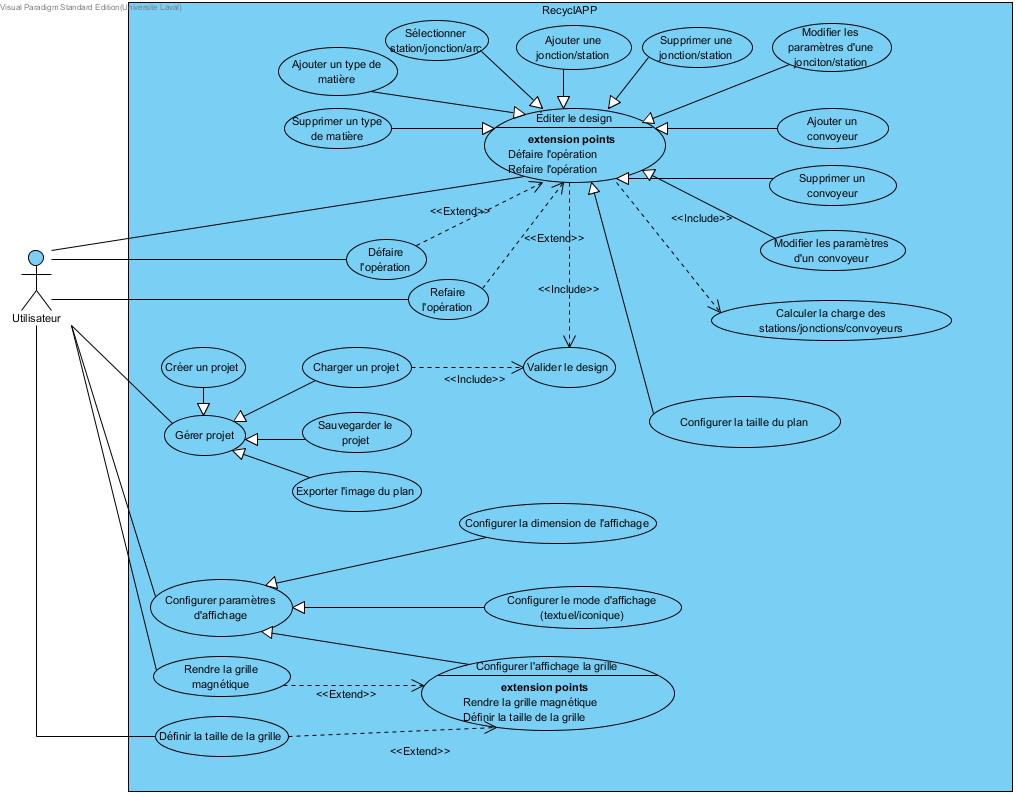 Visual Paradigm Standard Edition(Universite Laval)
RecyclAPP
Sélectionner
station/jonction/arc
Ajouter une
jonction/station
Supprimer une
jonction/station
Modifier les
paramètres d'une
jonciton/station
Ajouter un type de
matière
Supprimer un type
de matière
Editer le design
extension points
Défaire l'opération
Refaire l'opération
Ajouter un
convoyeur
Supprimer un
convoyeur
<<Extend>>
<<Include>>
<<Extend>>
Modifier les paramètres
d'un convoyeur
Défaire
l'opération
Refaire
l'opération
<<Include>>
Utilisateur
Calculer la charge des
stations/jonctions/convoyeurs
Créer un projet
Charger un projet
<<Include>>
Valider le design
Gérer projet
Sauvegarder le
projet
Configurer la taille du plan
Exporter l'image du plan
Configurer la dimension de l'affichage
Configurer paramètres
d'affichage
Configurer le mode d'affichage
(textuel/iconique)
Rendre la grille
magnétique
<<Extend>>
Configurer l'affichage la grille
extension points
Rendre la grille magnétique
Définir la taille de la grille
Définir la taille de la grille
<<Extend>>